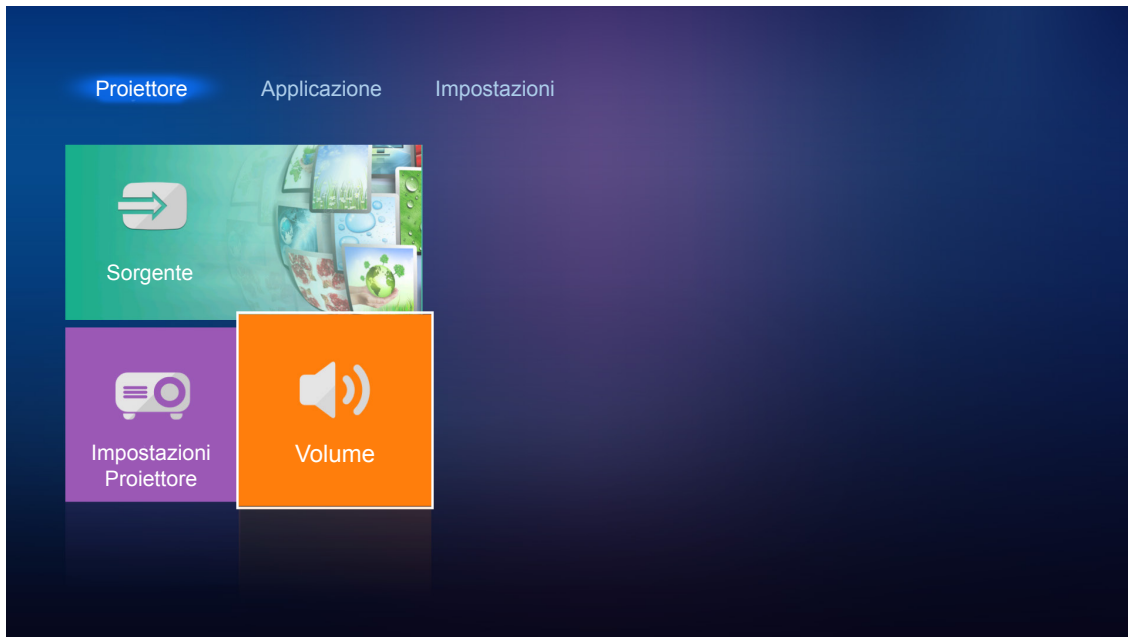 Proiettore Applicazione Impostazioni
Sorgente
Impostazioni
Proiettore
Volume